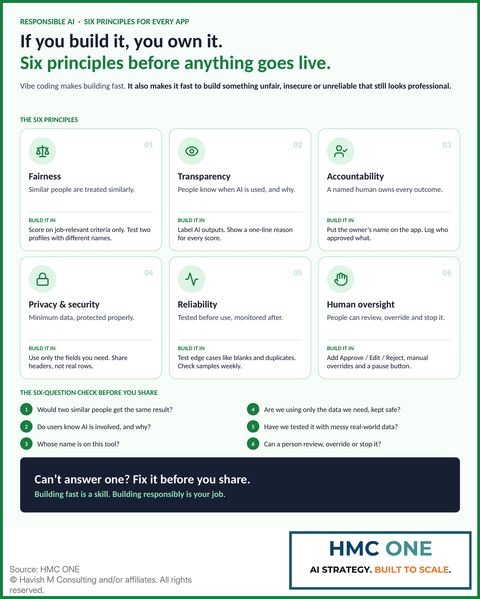 RESPONSIBLE AI · SIX PRINCIPLES FOR EVERY APP
If you build it, you own it.
Six principles before anything goes live.
Vibe coding makes building fast. It also makes it fast to build something unfair, insecure or unreliable that still looks professional.
THE SIX PRINCIPLES
01
Fairness
Similar people are treated similarly.
BUILD IT IN
Score on job-relevant criteria only. Test two
profiles with different names.
02
Transparency
People know when AI is used, and why.
BUILD IT IN
Label AI outputs. Show a one-line reason
for every score.
03
Accountability
A named human owns every outcome.
BUILD IT IN
Put the owner's name on the app. Log who
approved what.
04
Privacy & security
Minimum data, protected properly.
BUILD IT IN
Use only the fields you need. Share
headers, not real rows.
05
Reliability
Tested before use, monitored after.
BUILD IT IN
Test edge cases like blanks and duplicates.
Check samples weekly.
06
Human oversight
People can review, override and stop it.
BUILD IT IN
Add Approve / Edit / Reject, manual
overrides and a pause button.
THE SIX-QUESTION CHECK BEFORE YOU SHARE
1 Would two similar people get the same result?
2 Do users know AI is involved, and why?
3 Whose name is on this tool?
4 Are we using only the data we need, kept safe?
5 Have we tested it with messy real-world data?
6 Can a person review, override or stop it?
Can't answer one? Fix it before you share.
Building fast is a skill. Building responsibly is your job.
Source: HMC ONE
© Havish M Consulting and/or affiliates. All rights
reserved.
HMC ONE
AI STRATEGY. BUILT TO SCALE.